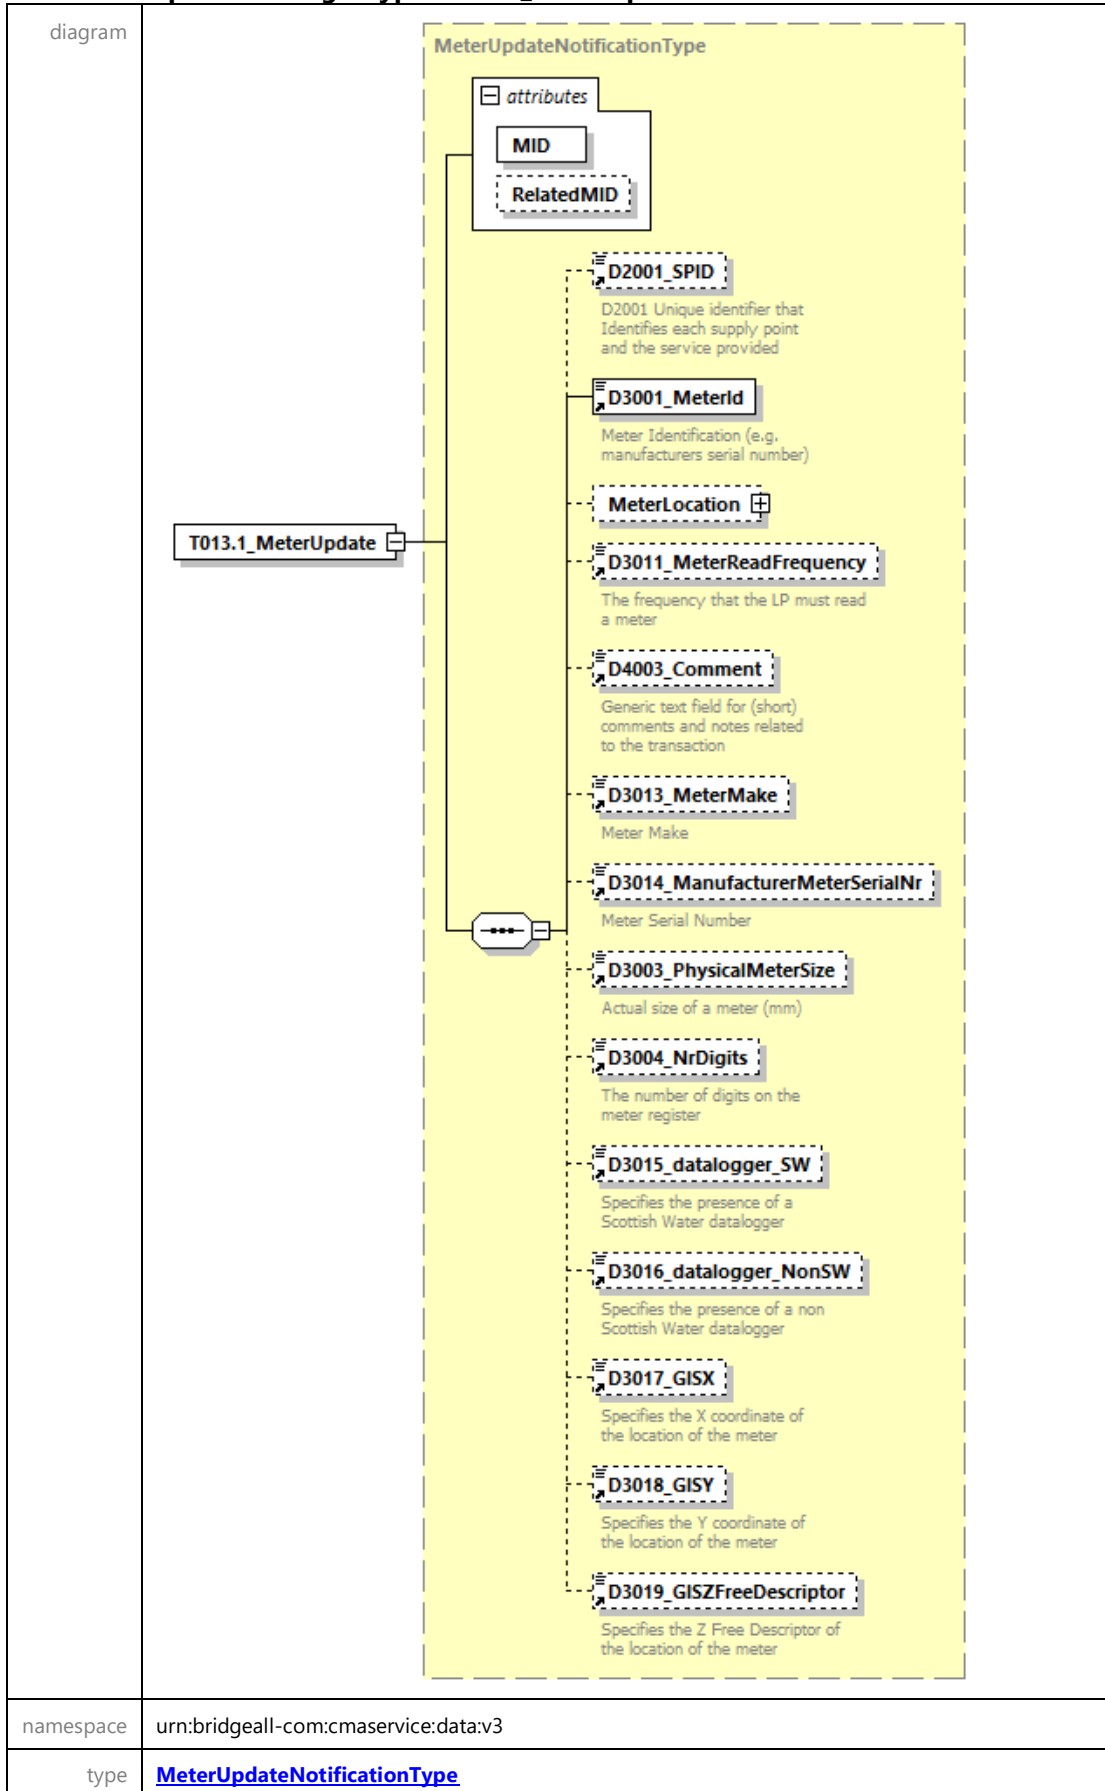 diagram
MeterUpdateNotificationType
attributes
MID
RelatedMID
D2001_SPID
D2001 Unique identifier that
Identifies each supply point
and the service provided
D3001_MeterId
Meter Identification (e.g.
manufacturers serial number)
MeterLocation
T013.1_MeterUpdate
D3011_MeterReadFrequency
The frequency that the LP must read
a meter
D4003_Comment
Generic text field for (short)
comments and notes related
to the transaction
D3013_MeterMake
Meter Make
D3014_ManufacturerMeterSerialNr
Meter Serial Number
D3003_PhysicalMeterSize
Actual size of a meter (mm)
D3004_NrDigits
The number of digits on the
meter register
D3015_datalogger_SW
Specifies the presence of a
Scottish Water datalogger
D3016_datalogger_NonSW
Specifies the presence of a non
Scottish Water datalogger
D3017_GISX
Specifies the X coordinate of
the location of the meter
D3018_GISY
Specifies the Y coordinate of
the location of the meter
D3019_GISZFreeDescriptor
Specifies the Z Free Descriptor of
the location of the meter
namespace
urn:bridgeall-com:cmaservice:data:v3
type
MeterUpdateNotificationType